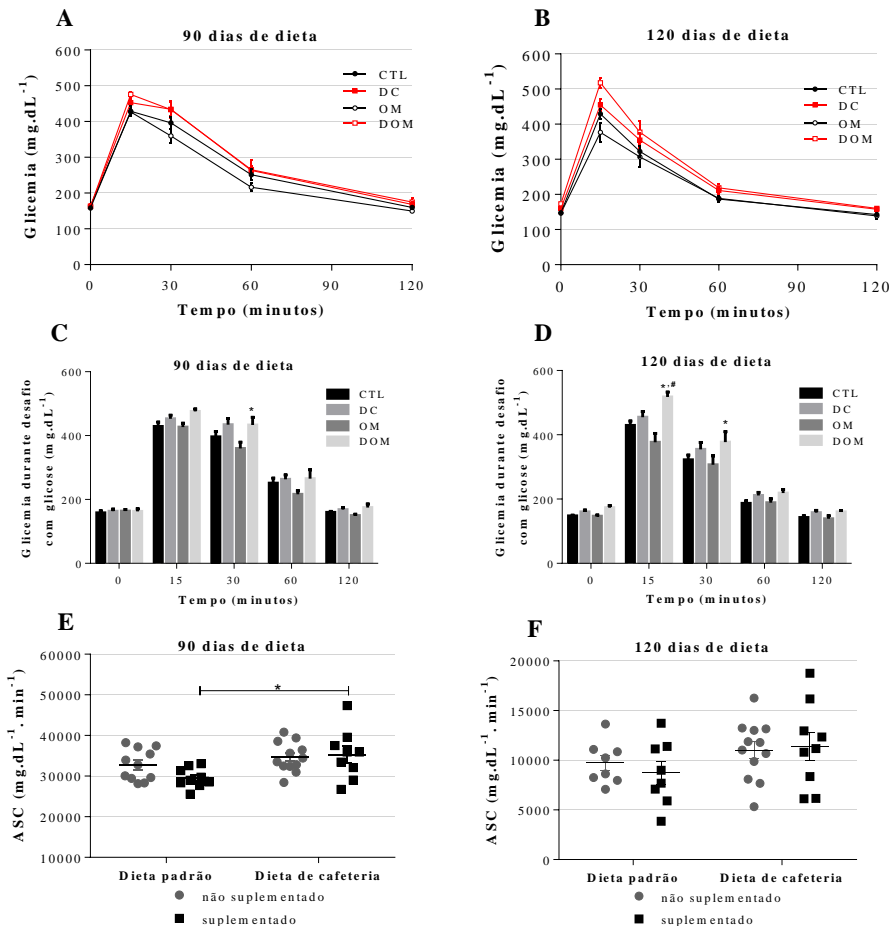 A
90 dias de dieta
Glicemia (mg.dL⁻¹)
600
500
400
300
200
100
0
0 30 60 90 120
Tempo (minutos)
CTL
DC
OM
DOM
B
120 dias de dieta
Glicemia (mg.dL⁻¹)
600
500
400
300
200
100
0
0 30 60 90 120
Tempo (minutos)
CTL
DC
OM
DOM
C
90 dias de dieta
Glicemia durante desafio
com glicose (mg.dL⁻¹)
600
400
200
0
0 15 30 60 120
Tempo (minutos)
CTL
DC
OM
DOM
*
D
120 dias de dieta
Glicemia durante desafio
com glicose (mg.dL⁻¹)
600
400
200
0
0 15 30 60 120
Tempo (minutos)
CTL
DC
OM
DOM
*,#
*
E
90 dias de dieta
ASC (mg.dL⁻¹. min⁻¹)
60000
50000
40000
30000
20000
10000
*
Dieta padrão Dieta de cafeteria
não suplementado
suplementado
F
120 dias de dieta
ASC (mg.dL⁻¹. min⁻¹)
20000
15000
10000
5000
0
Dieta padrão Dieta de cafeteria
não suplementado
suplementado